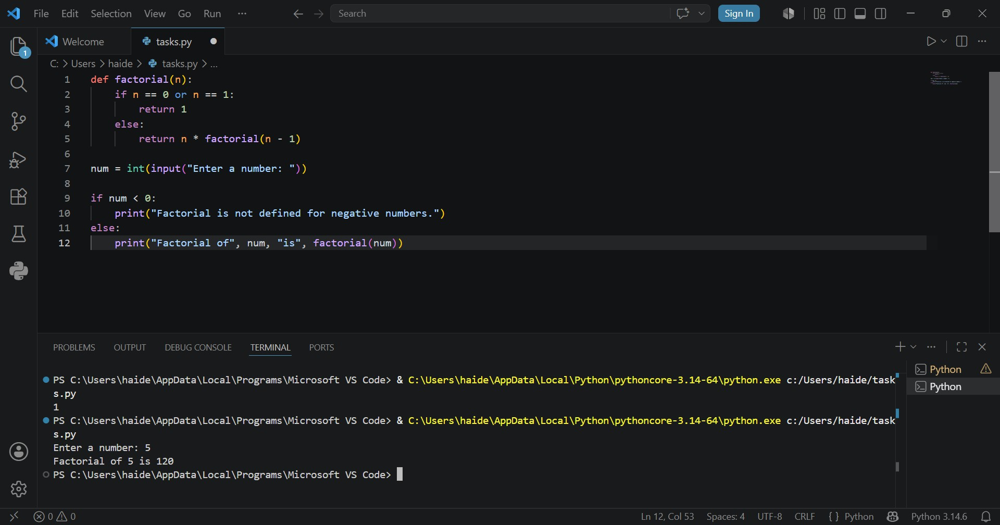 File Edit Selection View Go Run ...
Search
Sign In
1
Welcome
tasks.py
C: > Users > haide > tasks.py > ...
1 def factorial(n):
2     if n == 0 or n == 1:
3         return 1
4     else:
5         return n * factorial(n - 1)
6
7 num = int(input("Enter a number: "))
8
9 if num < 0:
10     print("Factorial is not defined for negative numbers.")
11 else:
12     print("Factorial of", num, "is", factorial(num))
PROBLEMS OUTPUT DEBUG CONSOLE TERMINAL PORTS
PS C:\Users\haide\AppData\Local\Programs\Microsoft VS Code> & C:\Users\haide\AppData\Local\Python\pythoncore-3.14-64\python.exe c:/Users/haide/task
s.py
1
PS C:\Users\haide\AppData\Local\Programs\Microsoft VS Code> & C:\Users\haide\AppData\Local\Python\pythoncore-3.14-64\python.exe c:/Users/haide/task
s.py
Enter a number: 5
Factorial of 5 is 120
PS C:\Users\haide\AppData\Local\Programs\Microsoft VS Code>
Python
Python
0 0
Ln 12, Col 53 Spaces: 4 UTF-8 CRLF { } Python Python 3.14.6